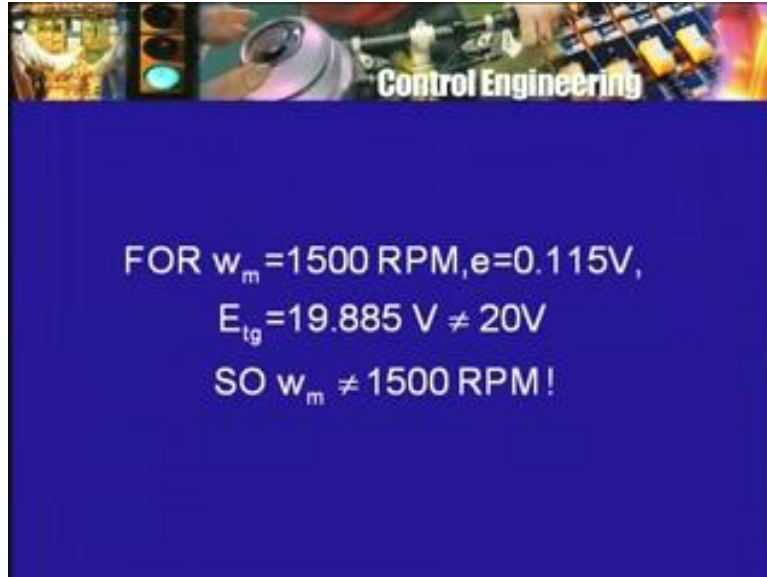 Control Engineering
FOR wm=1500 RPM,e=0.115V,
Etg=19.885 V ≠ 20V
SO wm ≠ 1500 RPM!